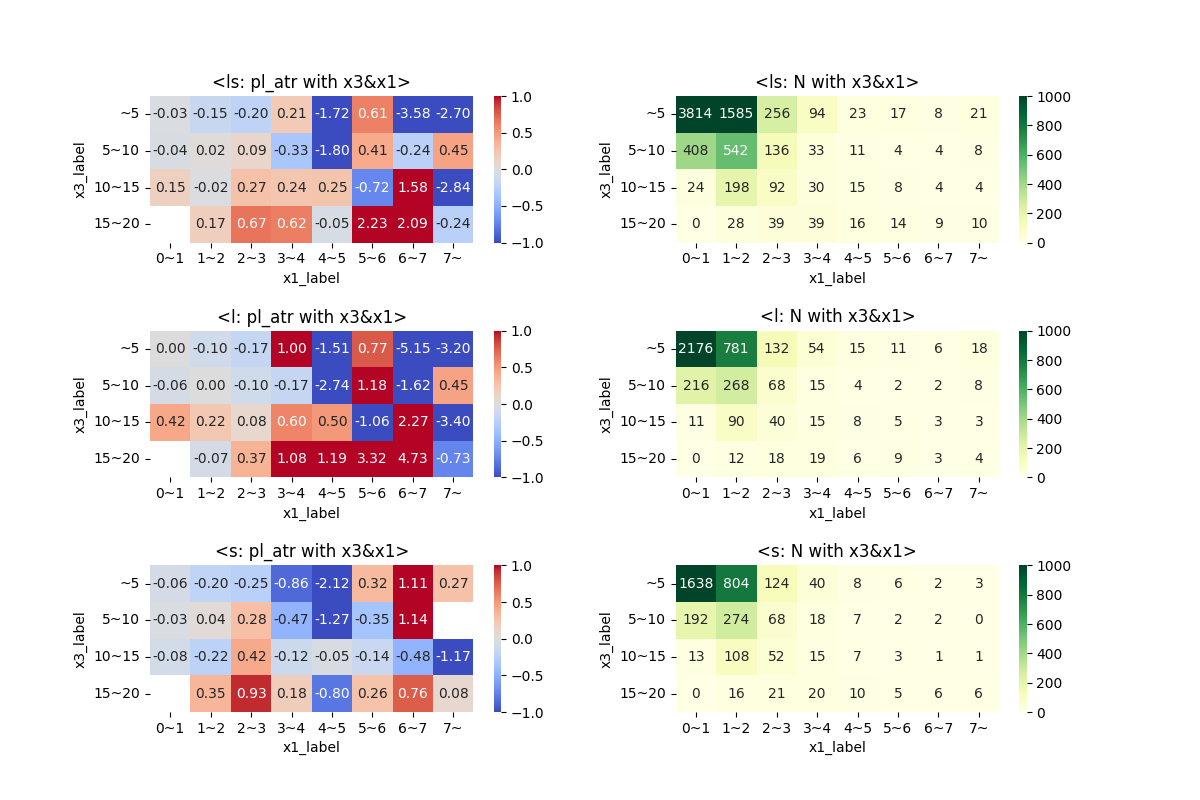 <ls: pl_atr with x3&x1>
x3_label
~5 -0.03 -0.15 -0.20 0.21 -1.72 0.61 -3.58 -2.70
5~10 -0.04 0.02 0.09 -0.33 -1.80 0.41 -0.24 0.45
10~15 0.15 -0.02 0.27 0.24 0.25 -0.72 1.58 -2.84
15~20 0.17 0.67 0.62 -0.05 2.23 2.09 -0.24
0~1 1~2 2~3 3~4 4~5 5~6 6~7 7~
x1_label
1.0
0.5
0.0
−0.5
−1.0
<ls: N with x3&x1>
x3_label
~5 3814 1585 256 94 23 17 8 21
5~10 408 542 136 33 11 4 4 8
10~15 24 198 92 30 15 8 4 4
15~20 0 28 39 39 16 14 9 10
0~1 1~2 2~3 3~4 4~5 5~6 6~7 7~
x1_label
1000
800
600
400
200
0
<l: pl_atr with x3&x1>
x3_label
~5 0.00 -0.10 -0.17 1.00 -1.51 0.77 -5.15 -3.20
5~10 -0.06 0.00 -0.10 -0.17 -2.74 1.18 -1.62 0.45
10~15 0.42 0.22 0.08 0.60 0.50 -1.06 2.27 -3.40
15~20 -0.07 0.37 1.08 1.19 3.32 4.73 -0.73
0~1 1~2 2~3 3~4 4~5 5~6 6~7 7~
x1_label
1.0
0.5
0.0
−0.5
−1.0
<l: N with x3&x1>
x3_label
~5 2176 781 132 54 15 11 6 18
5~10 216 268 68 15 4 2 2 8
10~15 11 90 40 15 8 5 3 3
15~20 0 12 18 19 6 9 3 4
0~1 1~2 2~3 3~4 4~5 5~6 6~7 7~
x1_label
1000
800
600
400
200
0
<s: pl_atr with x3&x1>
x3_label
~5 -0.06 -0.20 -0.25 -0.86 -2.12 0.32 1.11 0.27
5~10 -0.03 0.04 0.28 -0.47 -1.27 -0.35 1.14
10~15 -0.08 -0.22 0.42 -0.12 -0.05 -0.14 -0.48 -1.17
15~20 0.35 0.93 0.18 -0.80 0.26 0.76 0.08
0~1 1~2 2~3 3~4 4~5 5~6 6~7 7~
x1_label
1.0
0.5
0.0
−0.5
−1.0
<s: N with x3&x1>
x3_label
~5 1638 804 124 40 8 6 2 3
5~10 192 274 68 18 7 2 2 0
10~15 13 108 52 15 7 3 1 1
15~20 0 16 21 20 10 5 6 6
0~1 1~2 2~3 3~4 4~5 5~6 6~7 7~
x1_label
1000
800
600
400
200
0